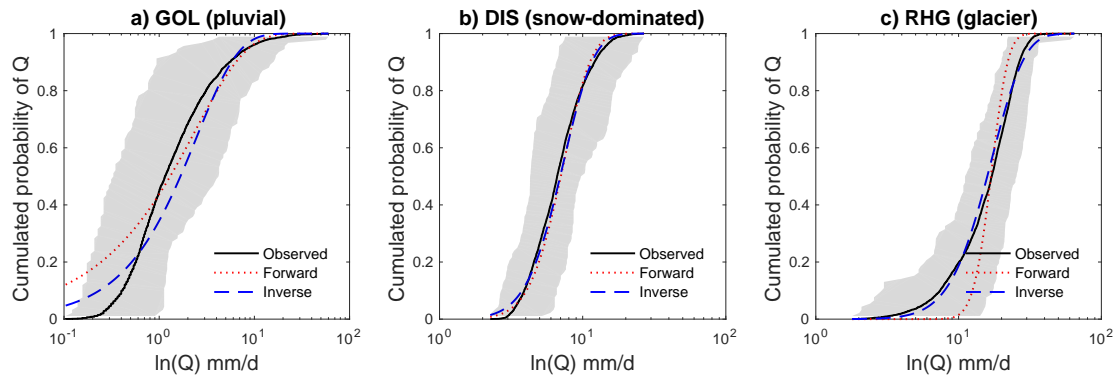 a) GOL (pluvial)
Cumulated probability of Q
1
0.8
0.6
0.4
0.2
0
10-1
100
101
102
ln(Q) mm/d
Observed
Forward
Inverse
b) DIS (snow-dominated)
Cumulated probability of Q
1
0.8
0.6
0.4
0.2
0
100
101
102
ln(Q) mm/d
Observed
Forward
Inverse
c) RHG (glacier)
Cumulated probability of Q
1
0.8
0.6
0.4
0.2
0
100
101
102
ln(Q) mm/d
Observed
Forward
Inverse